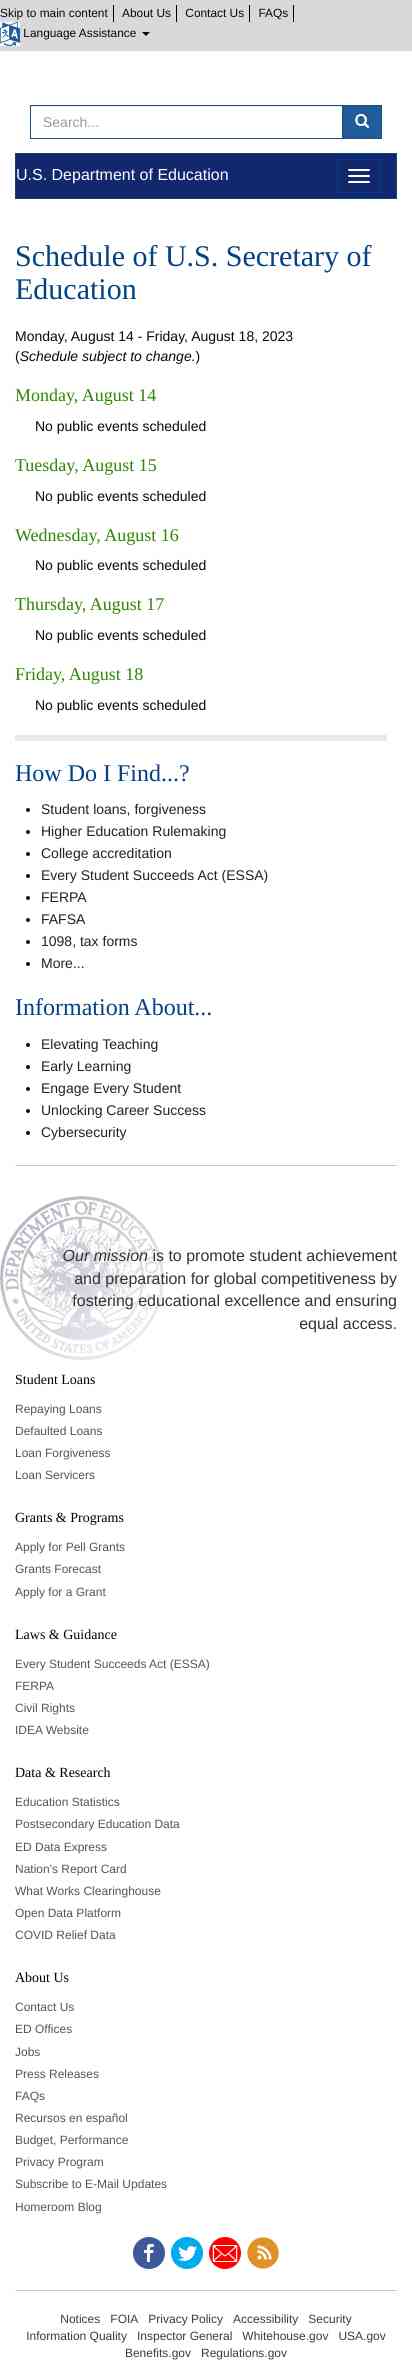 Skip to main content About Us Contact Us FAQs
Language Assistance
Search...
U.S. Department of Education
Schedule of U.S. Secretary of
Education
Monday, August 14 - Friday, August 18, 2023
(Schedule subject to change.)
Monday, August 14
No public events scheduled
Tuesday, August 15
No public events scheduled
Wednesday, August 16
No public events scheduled
Thursday, August 17
No public events scheduled
Friday, August 18
No public events scheduled
How Do I Find...?
• Student loans, forgiveness
• Higher Education Rulemaking
• College accreditation
• Every Student Succeeds Act (ESSA)
• FERPA
• FAFSA
• 1098, tax forms
• More...
Information About...
• Elevating Teaching
• Early Learning
• Engage Every Student
• Unlocking Career Success
• Cybersecurity
DEPARTMENT OF EDUCATION
UNITED STATES OF AMERICA
Our mission is to promote student achievement
and preparation for global competitiveness by
fostering educational excellence and ensuring
equal access.
Student Loans
Repaying Loans
Defaulted Loans
Loan Forgiveness
Loan Servicers
Grants & Programs
Apply for Pell Grants
Grants Forecast
Apply for a Grant
Laws & Guidance
Every Student Succeeds Act (ESSA)
FERPA
Civil Rights
IDEA Website
Data & Research
Education Statistics
Postsecondary Education Data
ED Data Express
Nation's Report Card
What Works Clearinghouse
Open Data Platform
COVID Relief Data
About Us
Contact Us
ED Offices
Jobs
Press Releases
FAQs
Recursos en español
Budget, Performance
Privacy Program
Subscribe to E-Mail Updates
Homeroom Blog
Notices FOIA Privacy Policy Accessibility Security
Information Quality Inspector General Whitehouse.gov USA.gov
Benefits.gov Regulations.gov